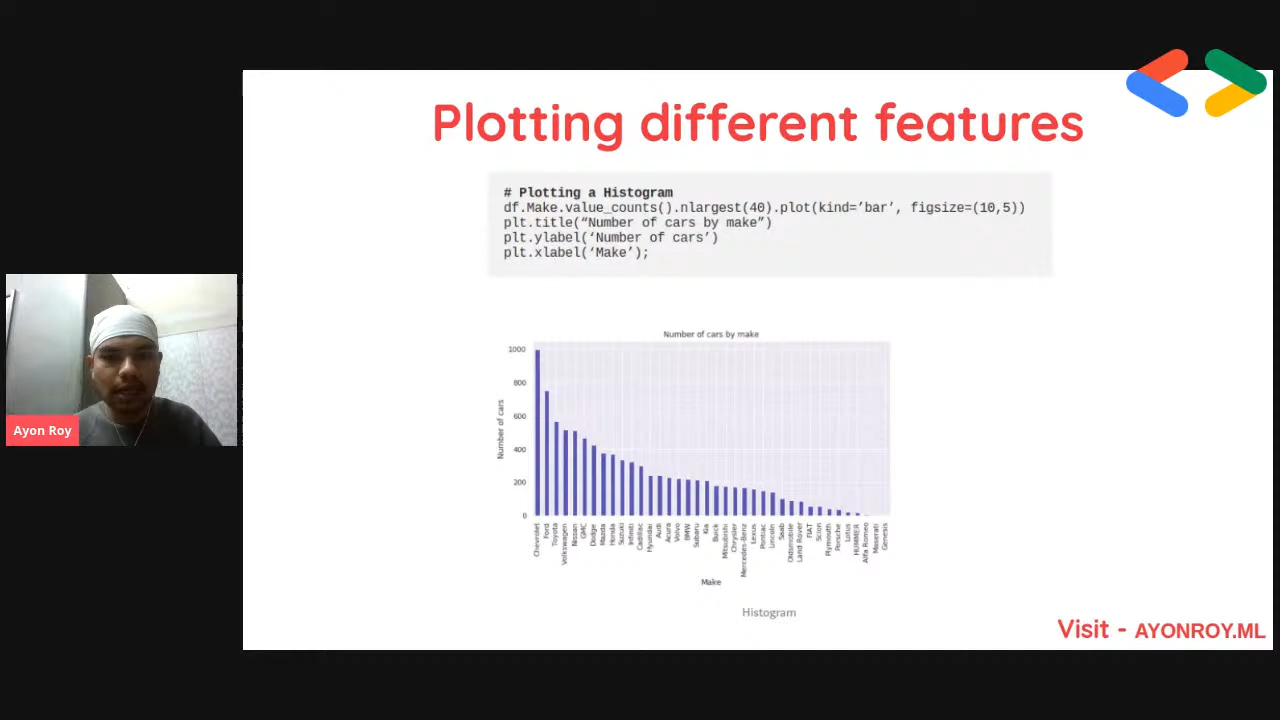 Plotting different features
# Plotting a Histogram
df.Make.value_counts().nlargest(40).plot(kind=’bar’, figsize=(10,5))
plt.title(“Number of cars by make”)
plt.ylabel(‘Number of cars’)
plt.xlabel(‘Make’);
Number of cars by make
1000
800
600
400
200
0
Number of cars
Chevrolet
Ford
Toyota
Volkswagen
Nissan
GMC
Dodge
Mazda
Honda
Suzuki
Infiniti
Cadillac
Hyundai
Audi
Acura
Volvo
BMW
Subaru
Kia
Buick
Mitsubishi
Chrysler
Mercedes-Benz
Lexus
Pontiac
Lincoln
Saab
Oldsmobile
Land Rover
FIAT
Scion
Plymouth
Porsche
Lotus
HUMMER
Alfa Romeo
Maserati
Genesis
Make
Histogram
Ayon Roy
Visit - AYONROY.ML